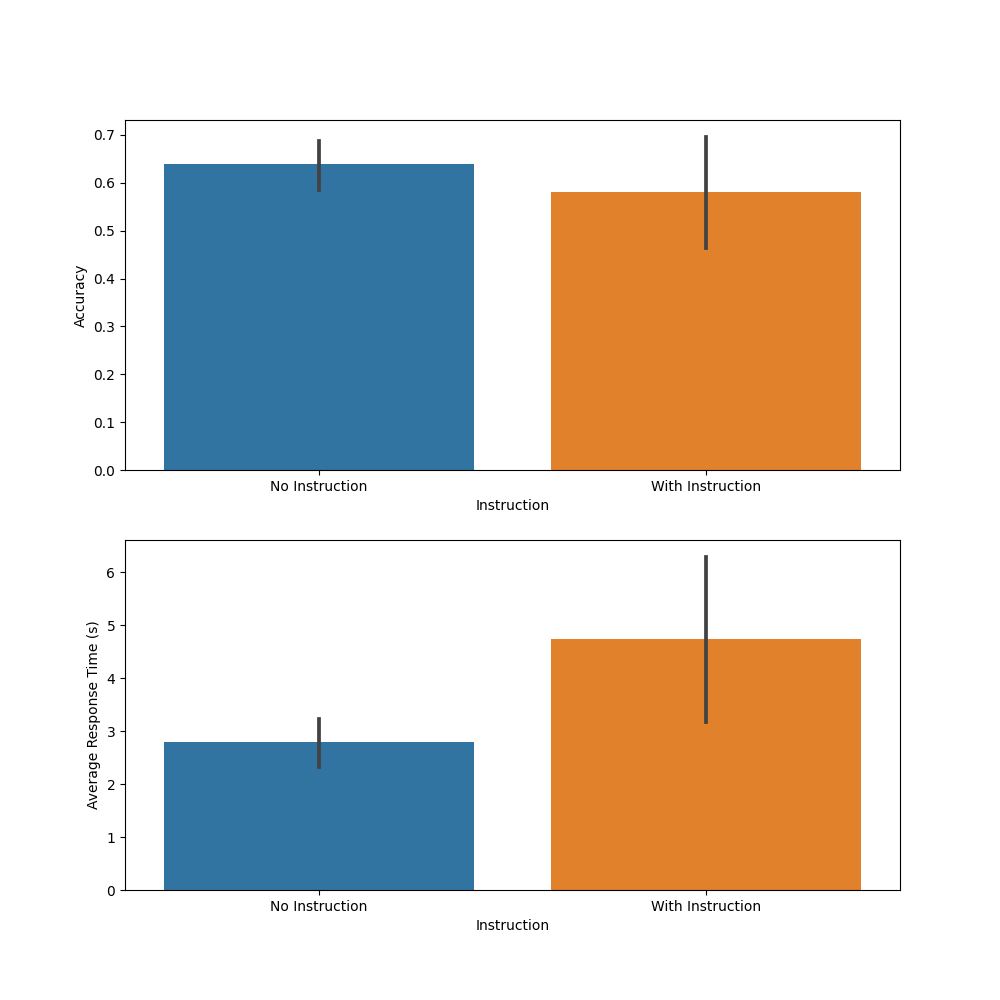 0.7
0.6
0.5
0.4
0.3
0.2
0.1
0.0
Accuracy
No Instruction
With Instruction
Instruction
6
5
4
3
2
1
0
Average Response Time (s)
No Instruction
With Instruction
Instruction